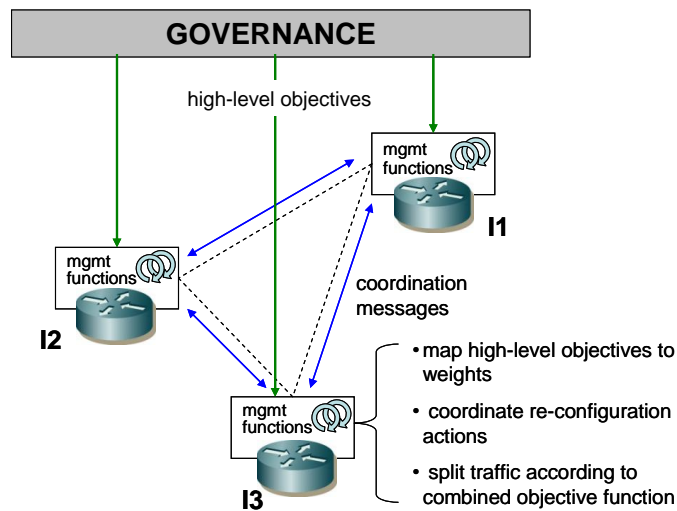 GOVERNANCE
high-level objectives
mgmt
functions
I1
mgmt
functions
I2
coordination
messages
mgmt
functions
I3
• map high-level objectives to
weights
• coordinate re-configuration
actions
• split traffic according to
combined objective function